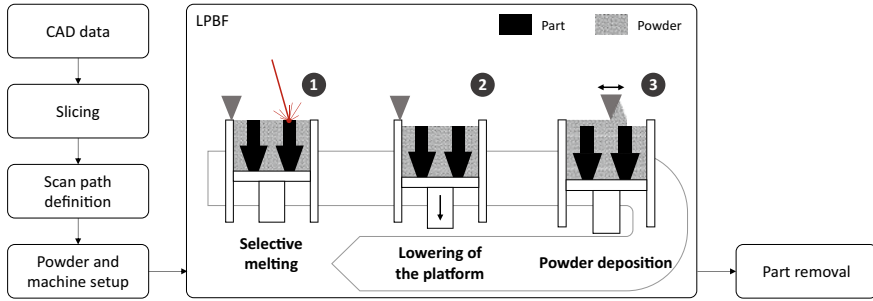 CAD data
Slicing
Scan path
definition
Powder and
machine setup
LPBF
Part
Powder
1
2
3
Selective
melting
Lowering of
the platform
Powder deposition
Part removal